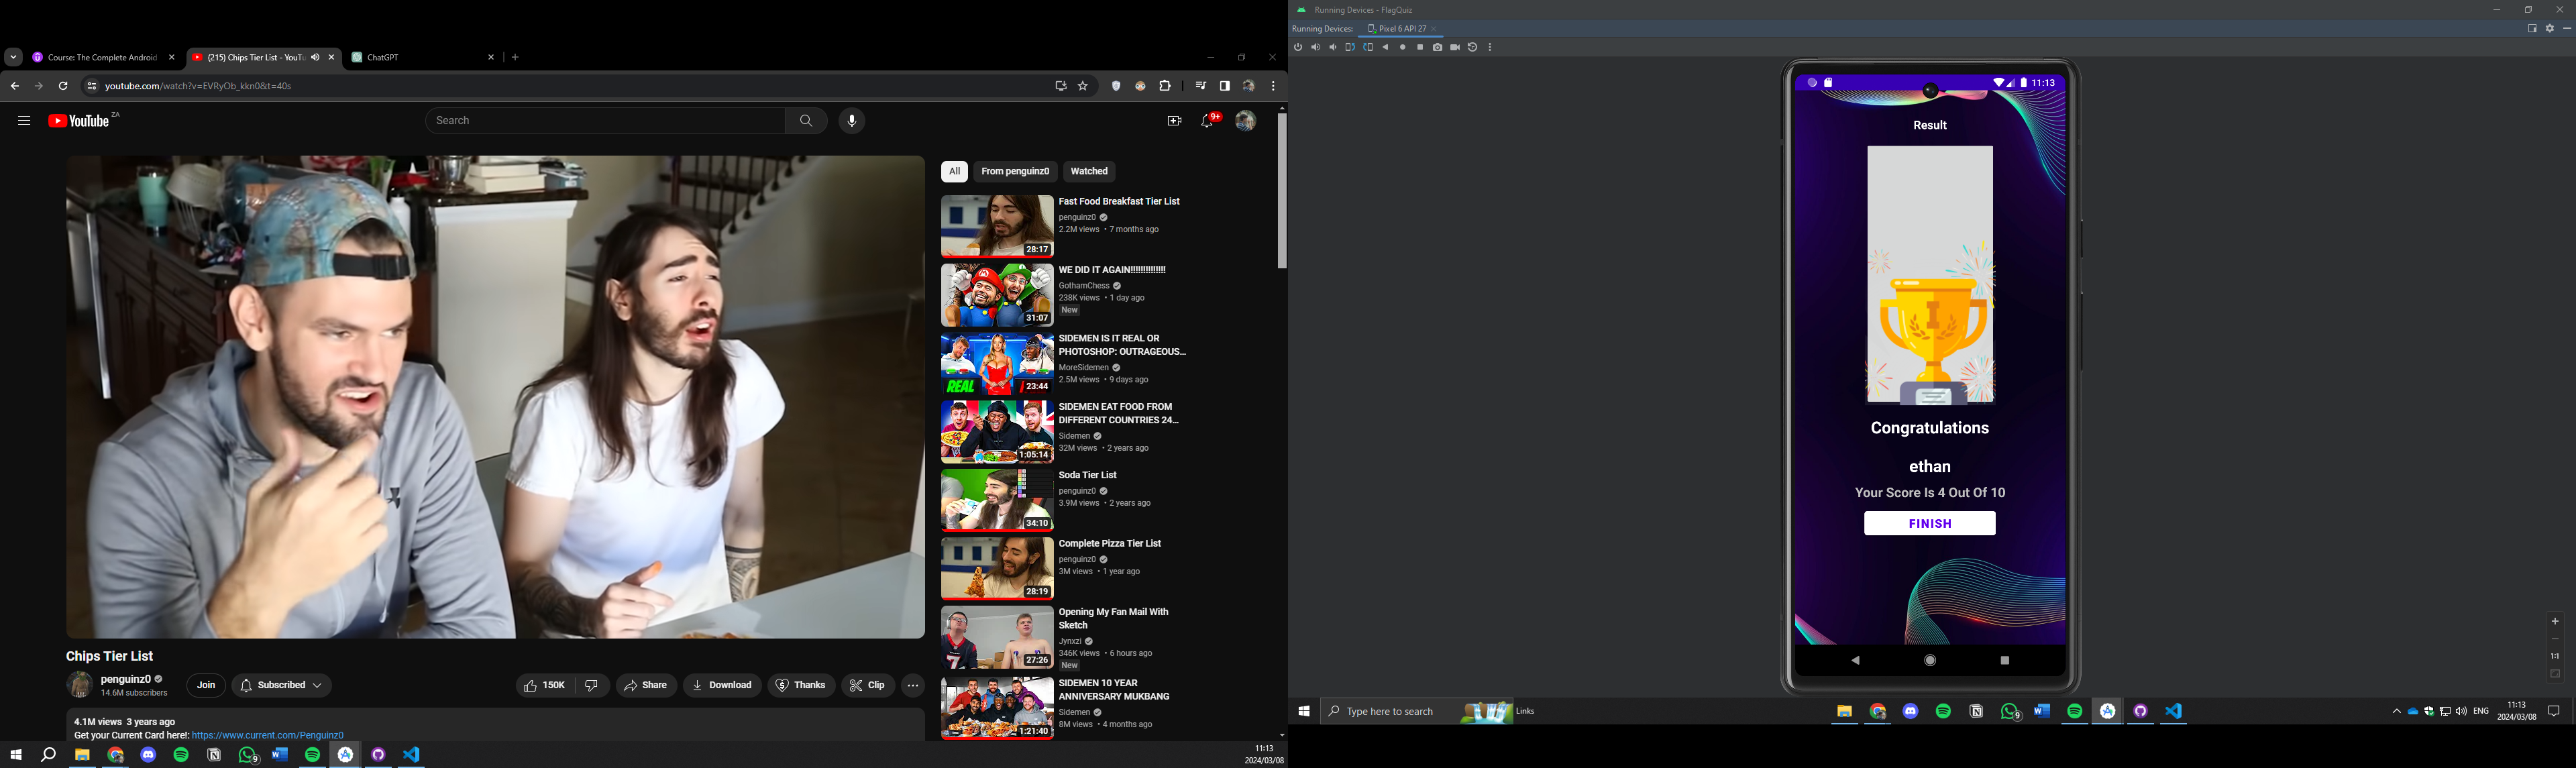 Course: The Complete Android
(215) Chips Tier List - YouTu
ChatGPT
youtube.com/watch?v=EVRyOb_kkn0&t=40s
YouTube
ZA
Search
9+
All
From penguinz0
Watched
Fast Food Breakfast Tier List
penguinz0
2.2M views • 7 months ago
28:17
WE DID IT AGAIN!!!!!!!!!!!!!!!
GothamChess
238K views • 1 day ago
New
31:07
SIDEMEN IS IT REAL OR
PHOTOSHOP: OUTRAGEOUS...
MoreSidemen
2.5M views • 9 days ago
REAL
23:44
SIDEMEN EAT FOOD FROM
DIFFERENT COUNTRIES 24...
Sidemen
32M views • 2 years ago
1:05:14
Soda Tier List
penguinz0
3.9M views • 2 years ago
34:10
Complete Pizza Tier List
penguinz0
3M views • 1 year ago
28:19
Opening My Fan Mail With
Sketch
Jynxzi
346K views • 6 hours ago
New
27:26
SIDEMEN 10 YEAR
ANNIVERSARY MUKBANG
Sidemen
8M views • 4 months ago
1:21:40
Chips Tier List
penguinz0
14.6M subscribers
Join
Subscribed
150K
Share
Download
Thanks
Clip
4.1M views 3 years ago
Get your Current Card here!: https://www.current.com/Penguinz0
9
11:13
2024/03/08
Running Devices - FlagQuiz
Running Devices:
Pixel 6 API 27
11:13
Result
1
Congratulations
ethan
Your Score Is 4 Out Of 10
FINISH
1:1
Type here to search
Links
9
ENG
11:13
2024/03/08